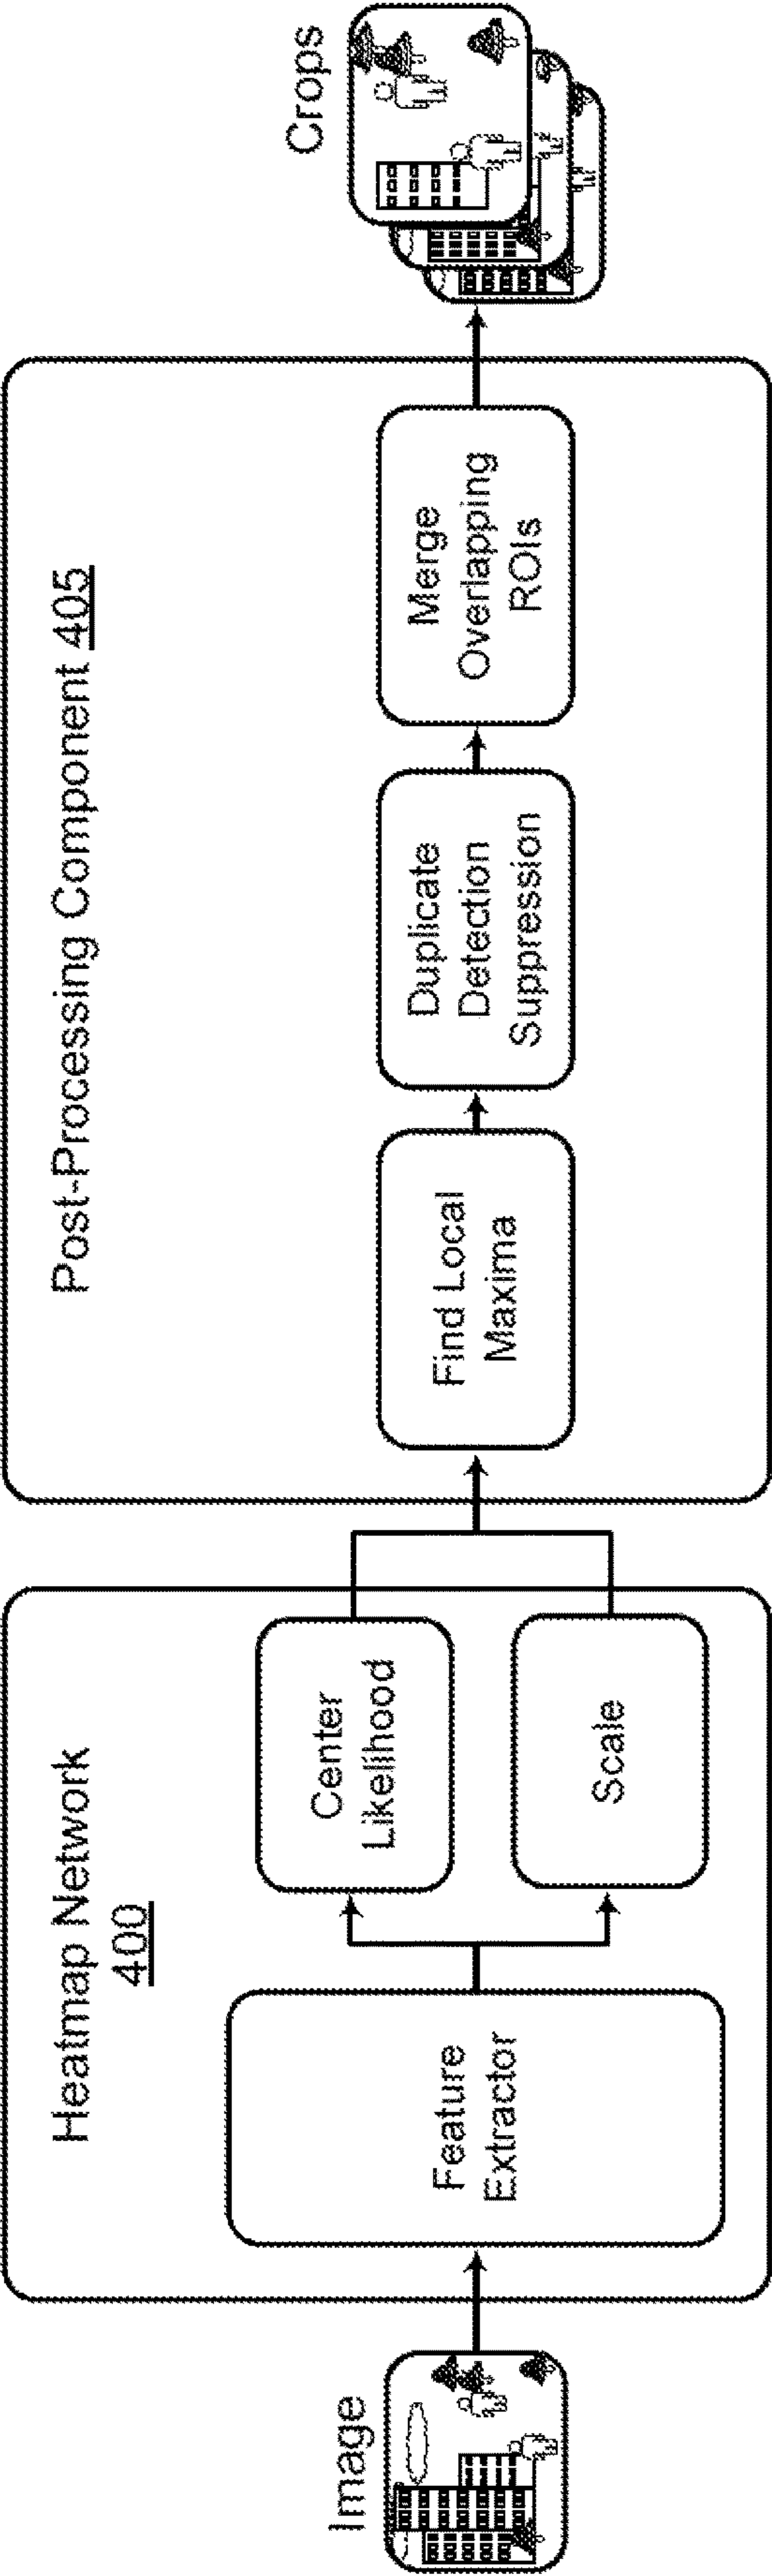 Image
Heatmap Network
400
Feature
Extractor
Center
Likelihood
Scale
Post-Processing Component 405
Find Local
Maxima
Duplicate
Detection
Suppression
Merge
Overlapping
ROIs
Crops